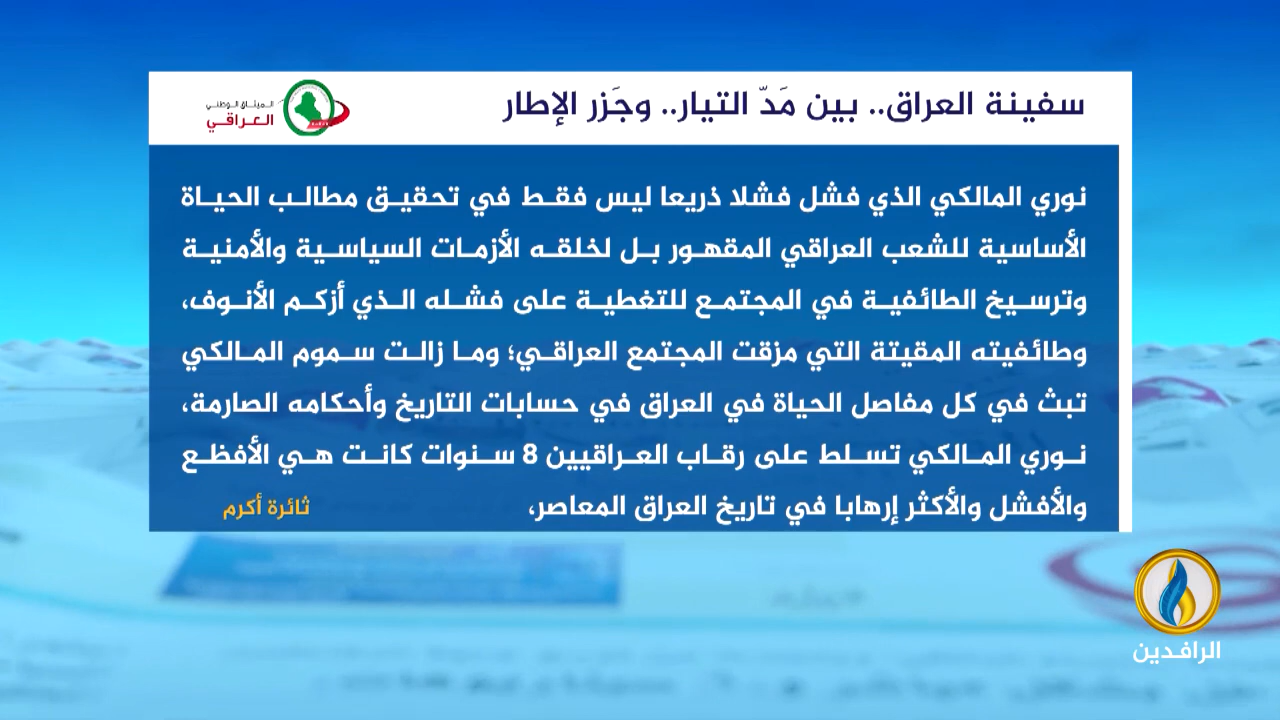 سفينة العراق.. بين مَدّ التيار.. وجَزر الإطار
الميثاق الوطني
العراقي
نوري المالكي الذي فشل فشلا ذريعا ليس فقط في تحقيق مطالب الحياة
الأساسية للشعب العراقي المقهور بل لخلقه الأزمات السياسية والأمنية
وترسيخ الطائفية في المجتمع للتغطية على فشله الذي أزكم الأنوف،
وطائفيته المقيتة التي مزقت المجتمع العراقي؛ وما زالت سموم المالكي
تبث في كل مفاصل الحياة في العراق في حسابات التاريخ وأحكامه الصارمة،
نوري المالكي تسلط على رقاب العراقيين 8 سنوات كانت هي الأفظع
والأفشل والأكثر إرهابا في تاريخ العراق المعاصر،
ثائرة أكرم
الرافدين